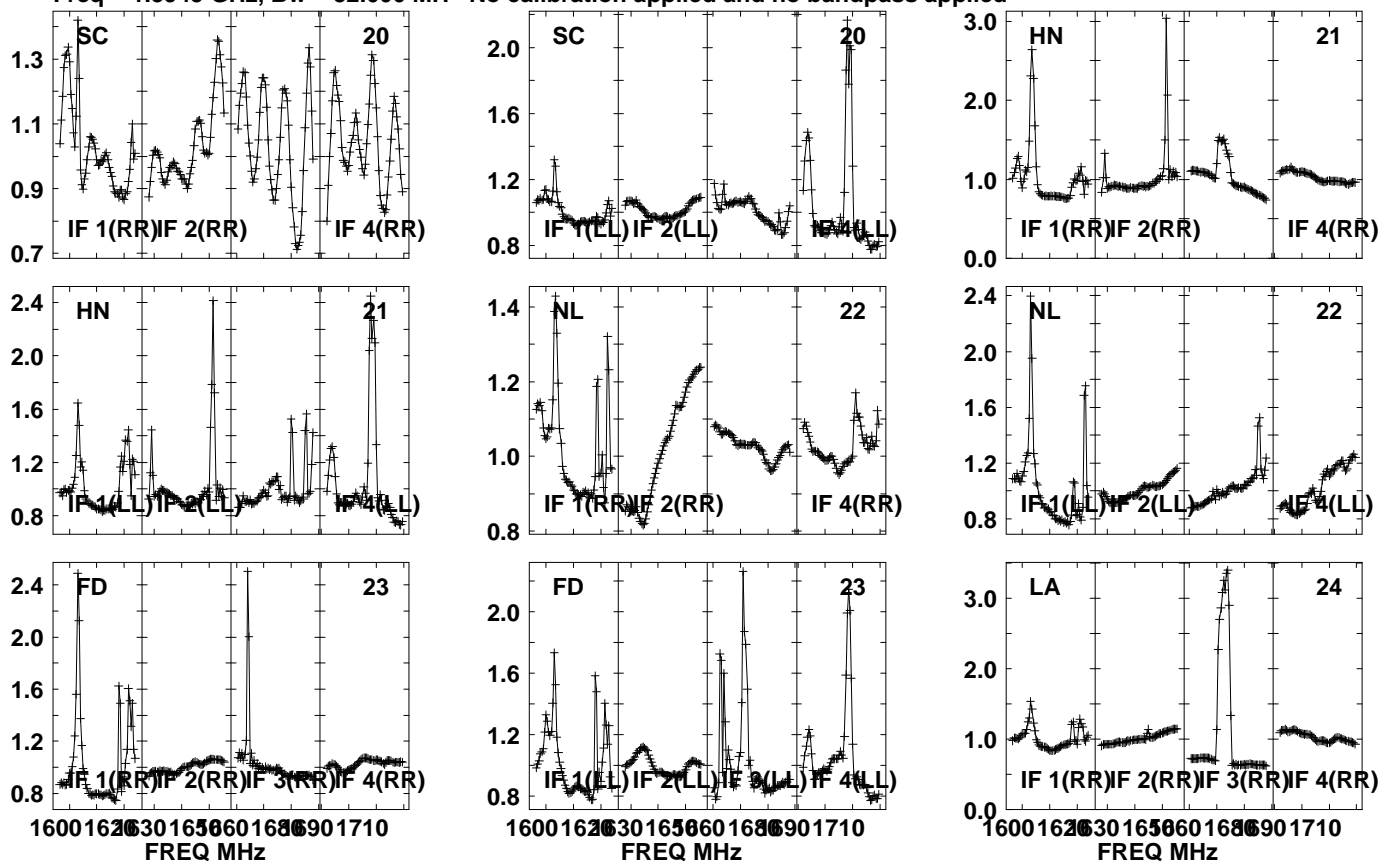 Freq GHz, No calibration applied and no bandpass applied
SC 20
1.3
1.1
0.9
0.7
IF 1(RR) IF 2(RR) IF 4(RR)
SC 20
2.0
1.6
1.2
0.8
IF 1(LL) IF 2(LL) IF 4(LL)
HN 21
3.0
2.0
1.0
0.0
IF 1(RR) IF 2(RR) IF 4(RR)
HN 21
2.4
2.0
1.6
1.2
0.8
IF 1(LL) IF 2(LL) IF 4(LL)
NL 22
1.4
1.2
1.0
0.8
IF 1(RR) IF 2(RR) IF 4(RR)
NL 22
2.4
2.0
1.6
1.2
0.8
IF 1(LL) IF 2(LL) IF 4(LL)
FD 23
2.4
2.0
1.6
1.2
0.8
IF 1(RR) IF 2(RR) IF 3(RR) IF 4(RR)
1600 1680 1690 1710
FREQ MHz
FD 23
2.0
1.6
1.2
0.8
IF 1(LL) IF 2(LL) IF 3(LL) IF 4(LL)
LA 24
3.0
2.0
1.0
0.0
IF 1(RR) IF 2(RR) IF 3(RR) IF 4(RR)
1600 1680 1690 1710
FREQ MHz